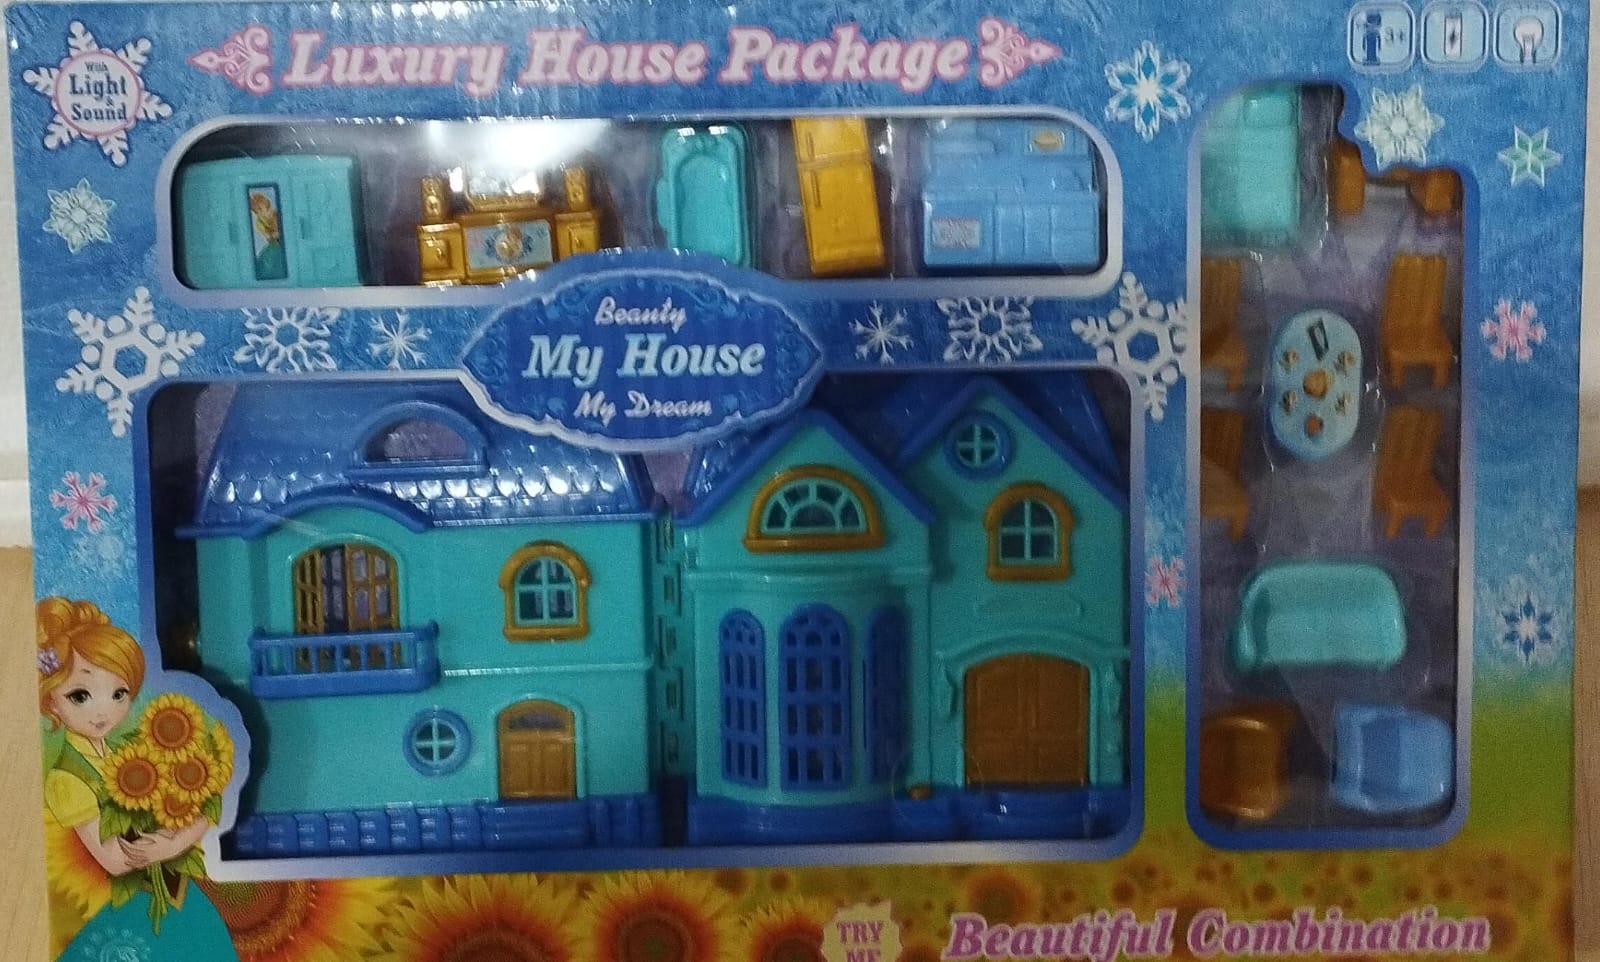 With
Light
&
Sound
Luxury House Package
3+
Beauty
My House
My Dream
TRY
ME
Beautiful Combination